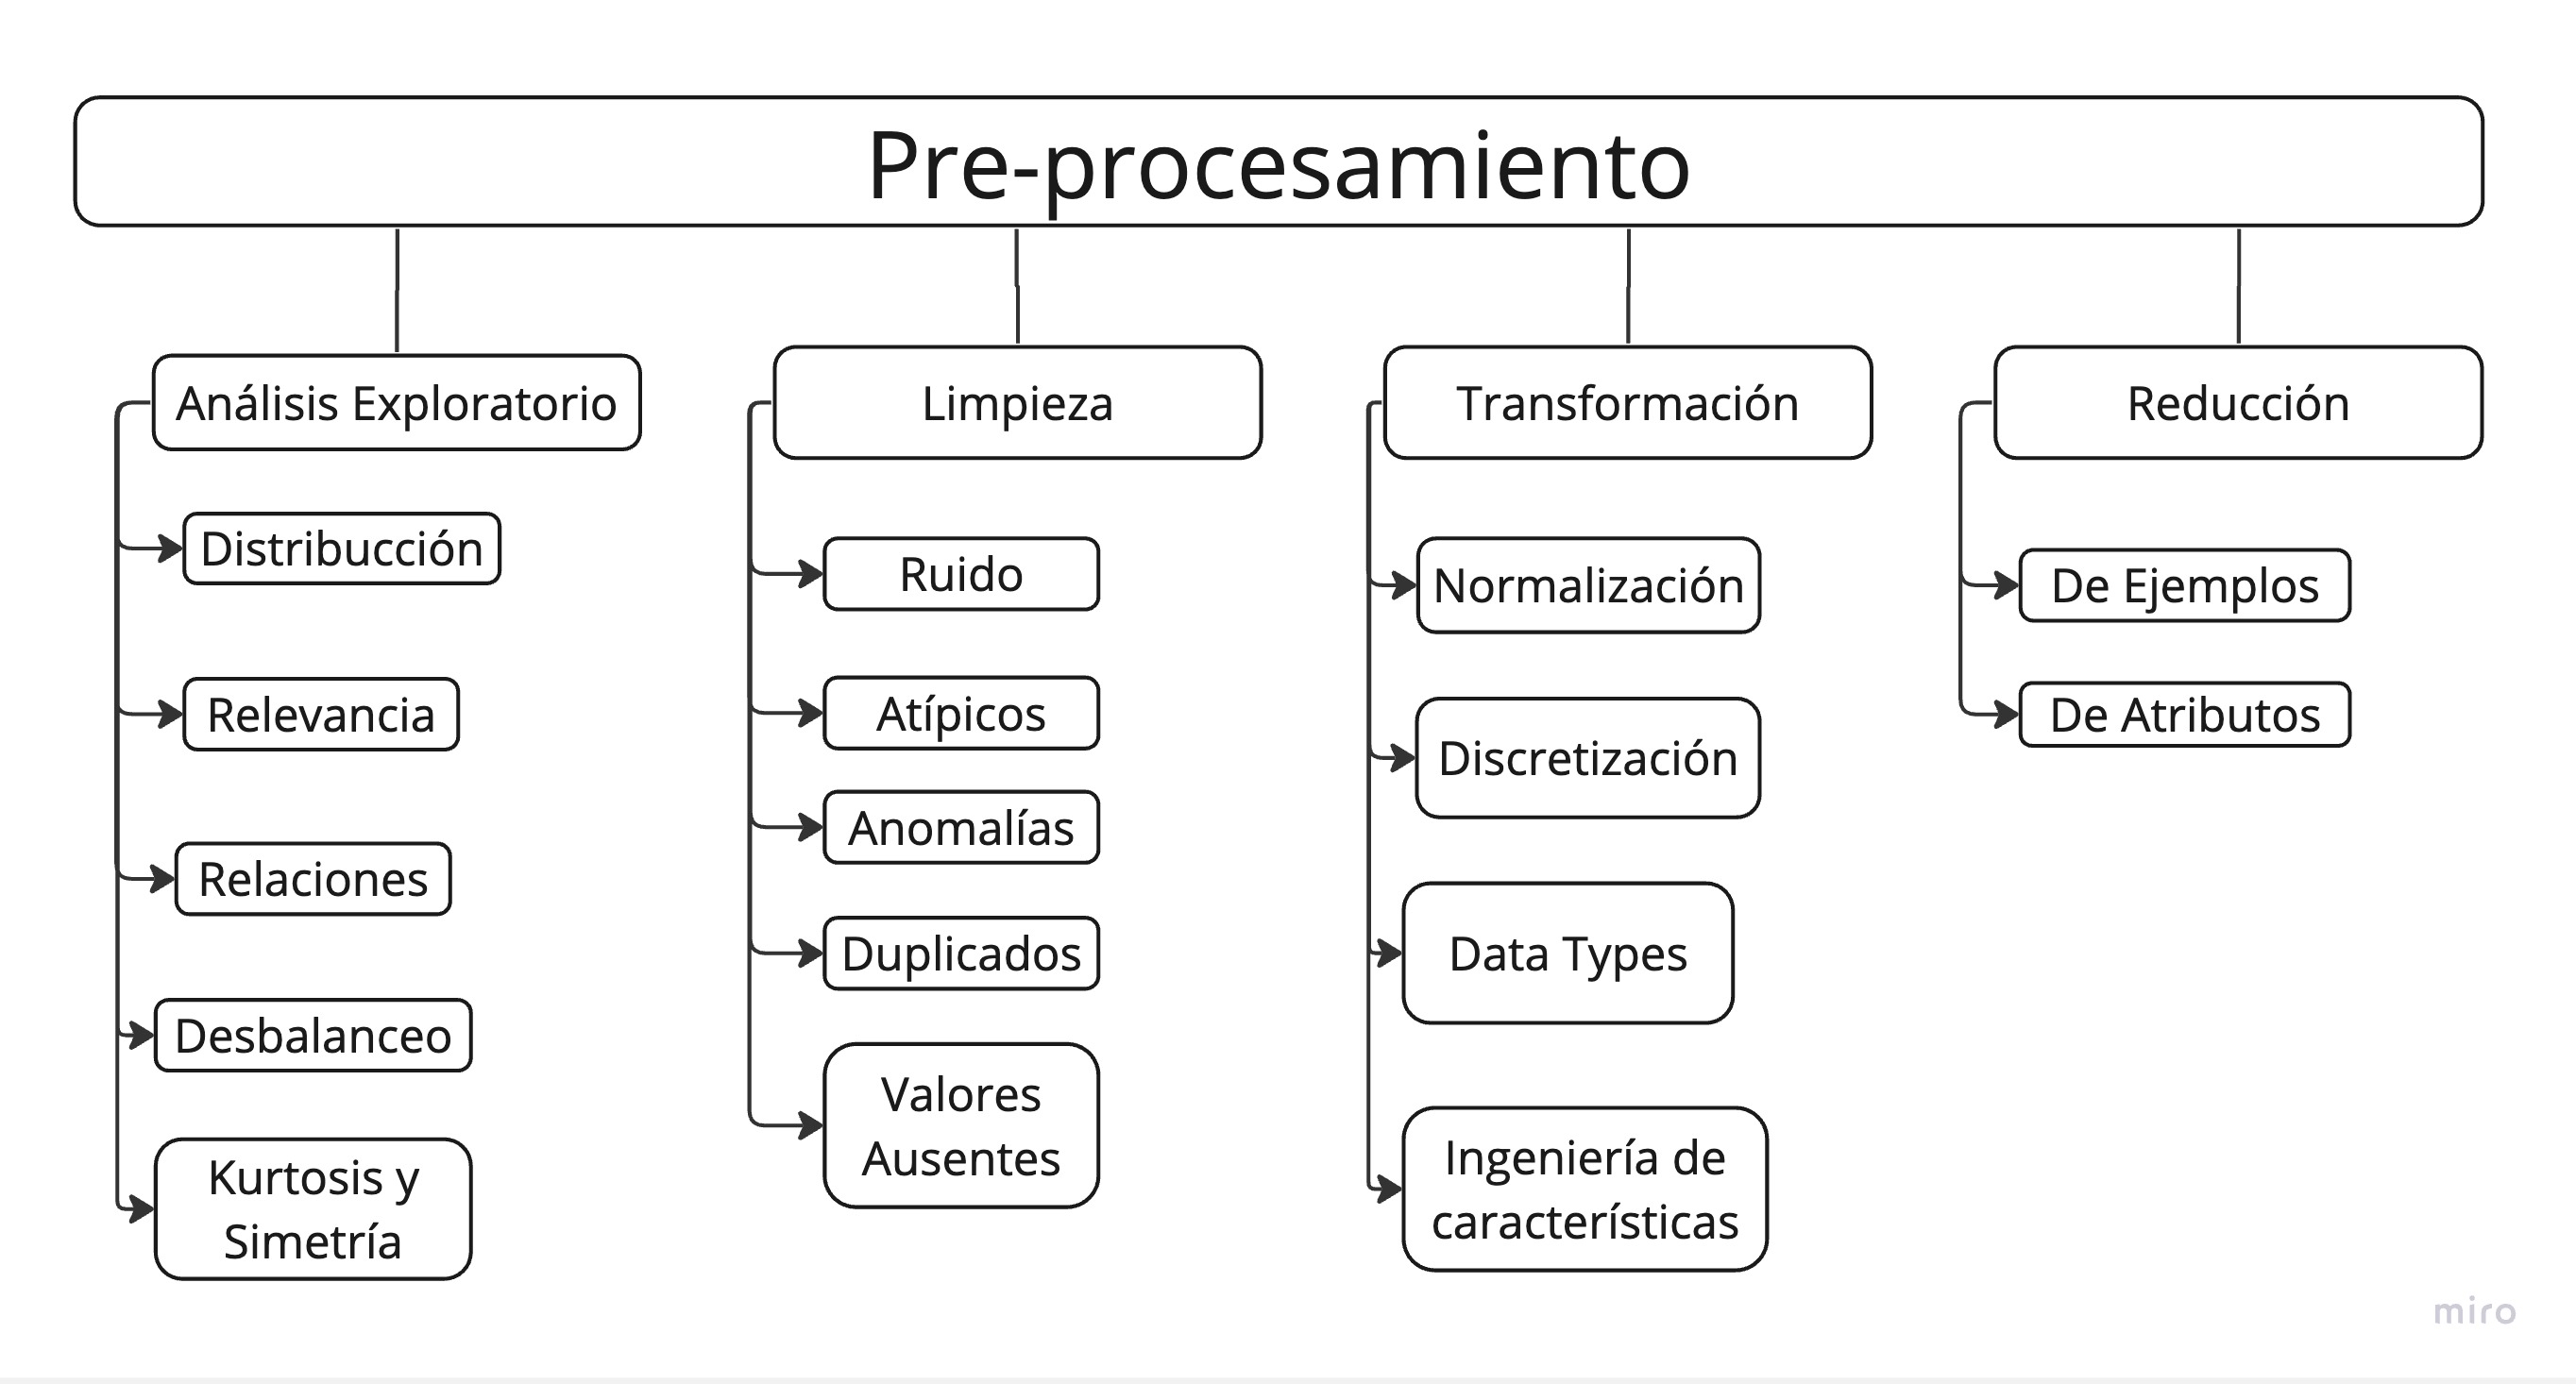 Pre-procesamiento
Análisis Exploratorio
Distribucción
Relevancia
Relaciones
Desbalanceo
Kurtosis y
Simetría
Limpieza
Ruido
Atípicos
Anomalías
Duplicados
Valores
Ausentes
Transformación
Normalización
Discretización
Data Types
Ingeniería de
características
Reducción
De Ejemplos
De Atributos
miro